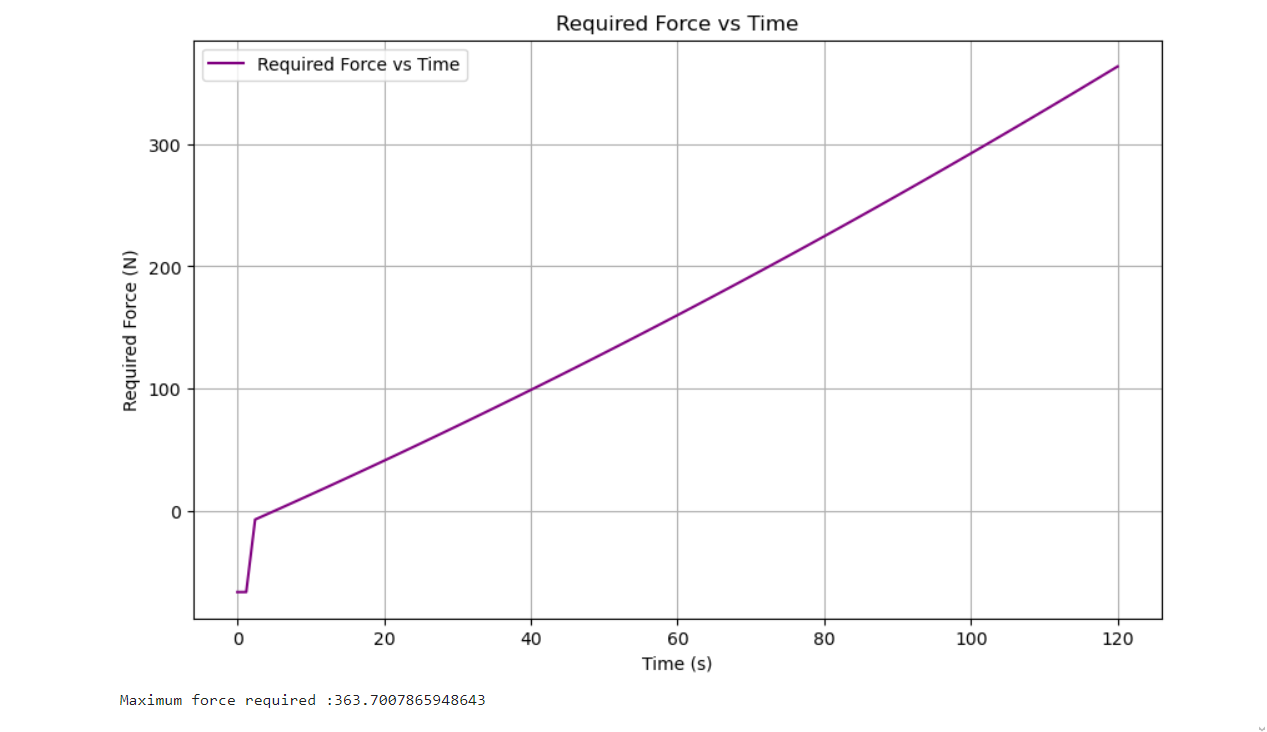 Required Force vs Time
Required Force vs Time
300
200
100
0
Required Force (N)
0 20 40 60 80 100 120
Time (s)
Maximum force required :363.7007865948643